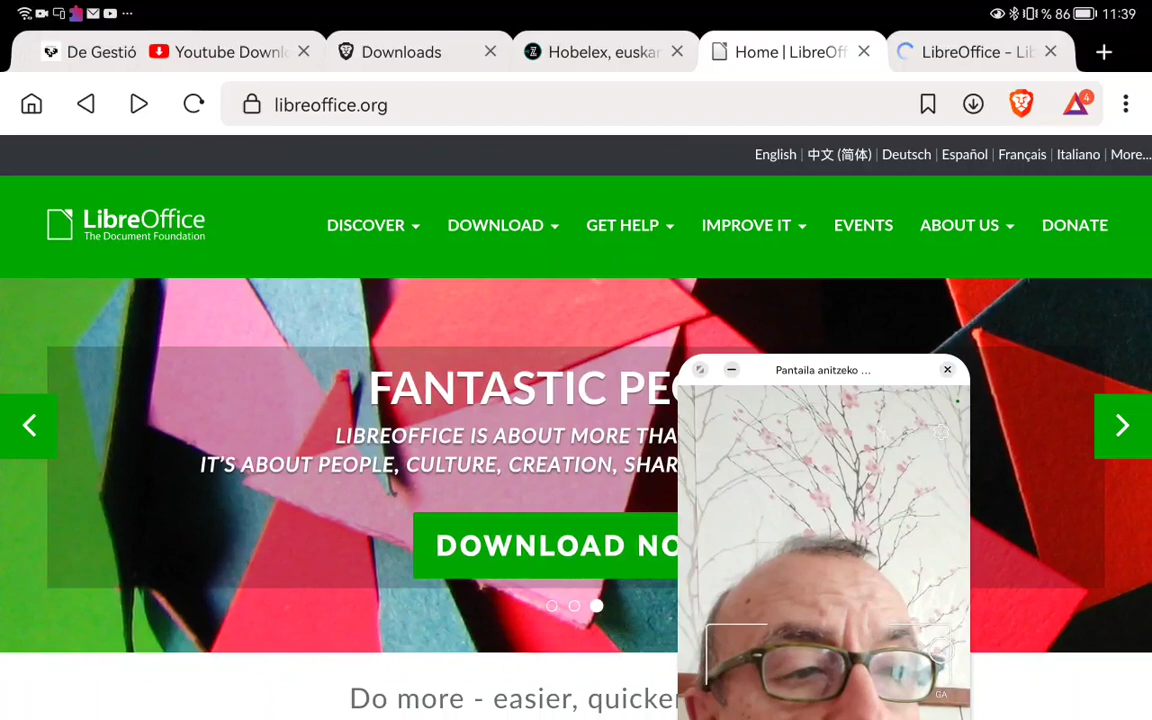 % 86 11:39
De Gestió Youtube Downl
Downloads
Hobelex, euskar
Home | LibreOff
LibreOffice – Lib
libreoffice.org
4
English | 中文 (简体) | Deutsch | Español | Français | Italiano | More...
LibreOffice
The Document Foundation
DISCOVER DOWNLOAD GET HELP IMPROVE IT EVENTS ABOUT US DONATE
FANTASTIC PE
LIBREOFFICE IS ABOUT MORE THA
IT'S ABOUT PEOPLE, CULTURE, CREATION, SHAR
DOWNLOAD NO
Pantaila anitzeko ...
GA
Do more - easier, quicker